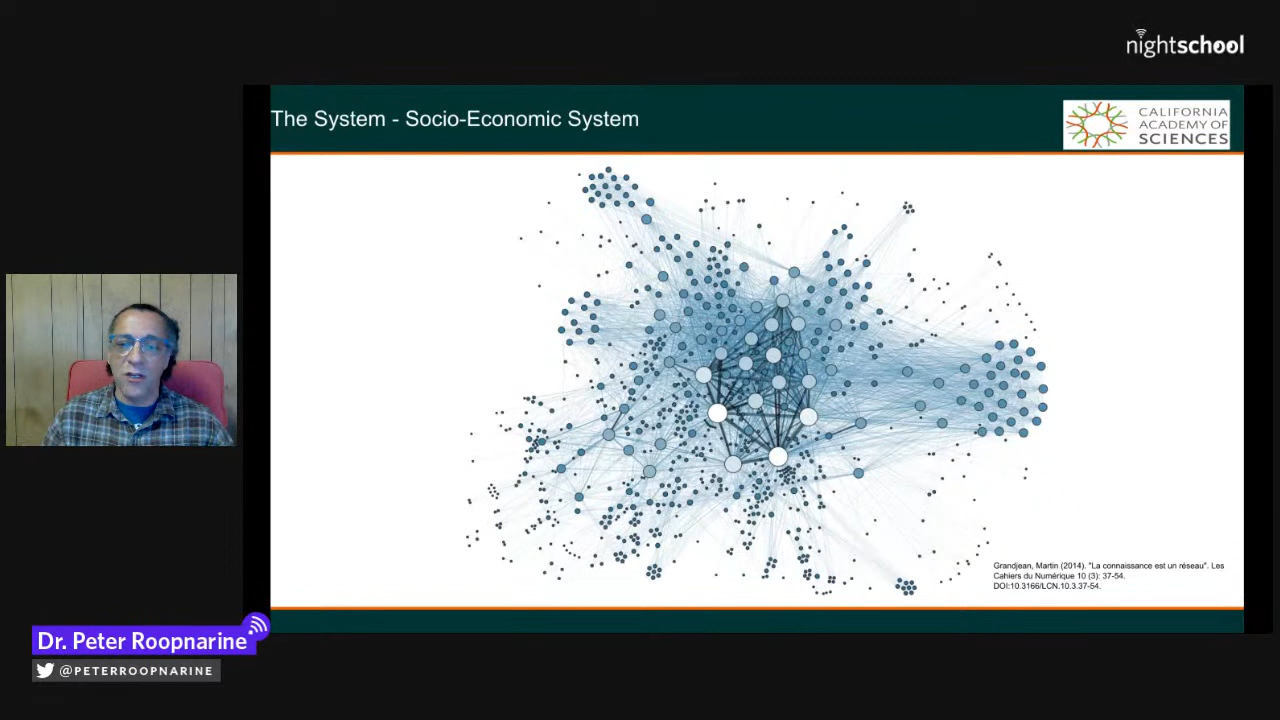 nightschool
The System - Socio-Economic System
CALIFORNIA
ACADEMY OF
SCIENCES
Grandjean, Martin (2014). "La connaissance est un réseau". Les
Cahiers du Numérique 10 (3): 37-54.
DOI:10.3166/LCN.10.3.37-54.
Dr. Peter Roopnarine
@PETERROOPNARINE